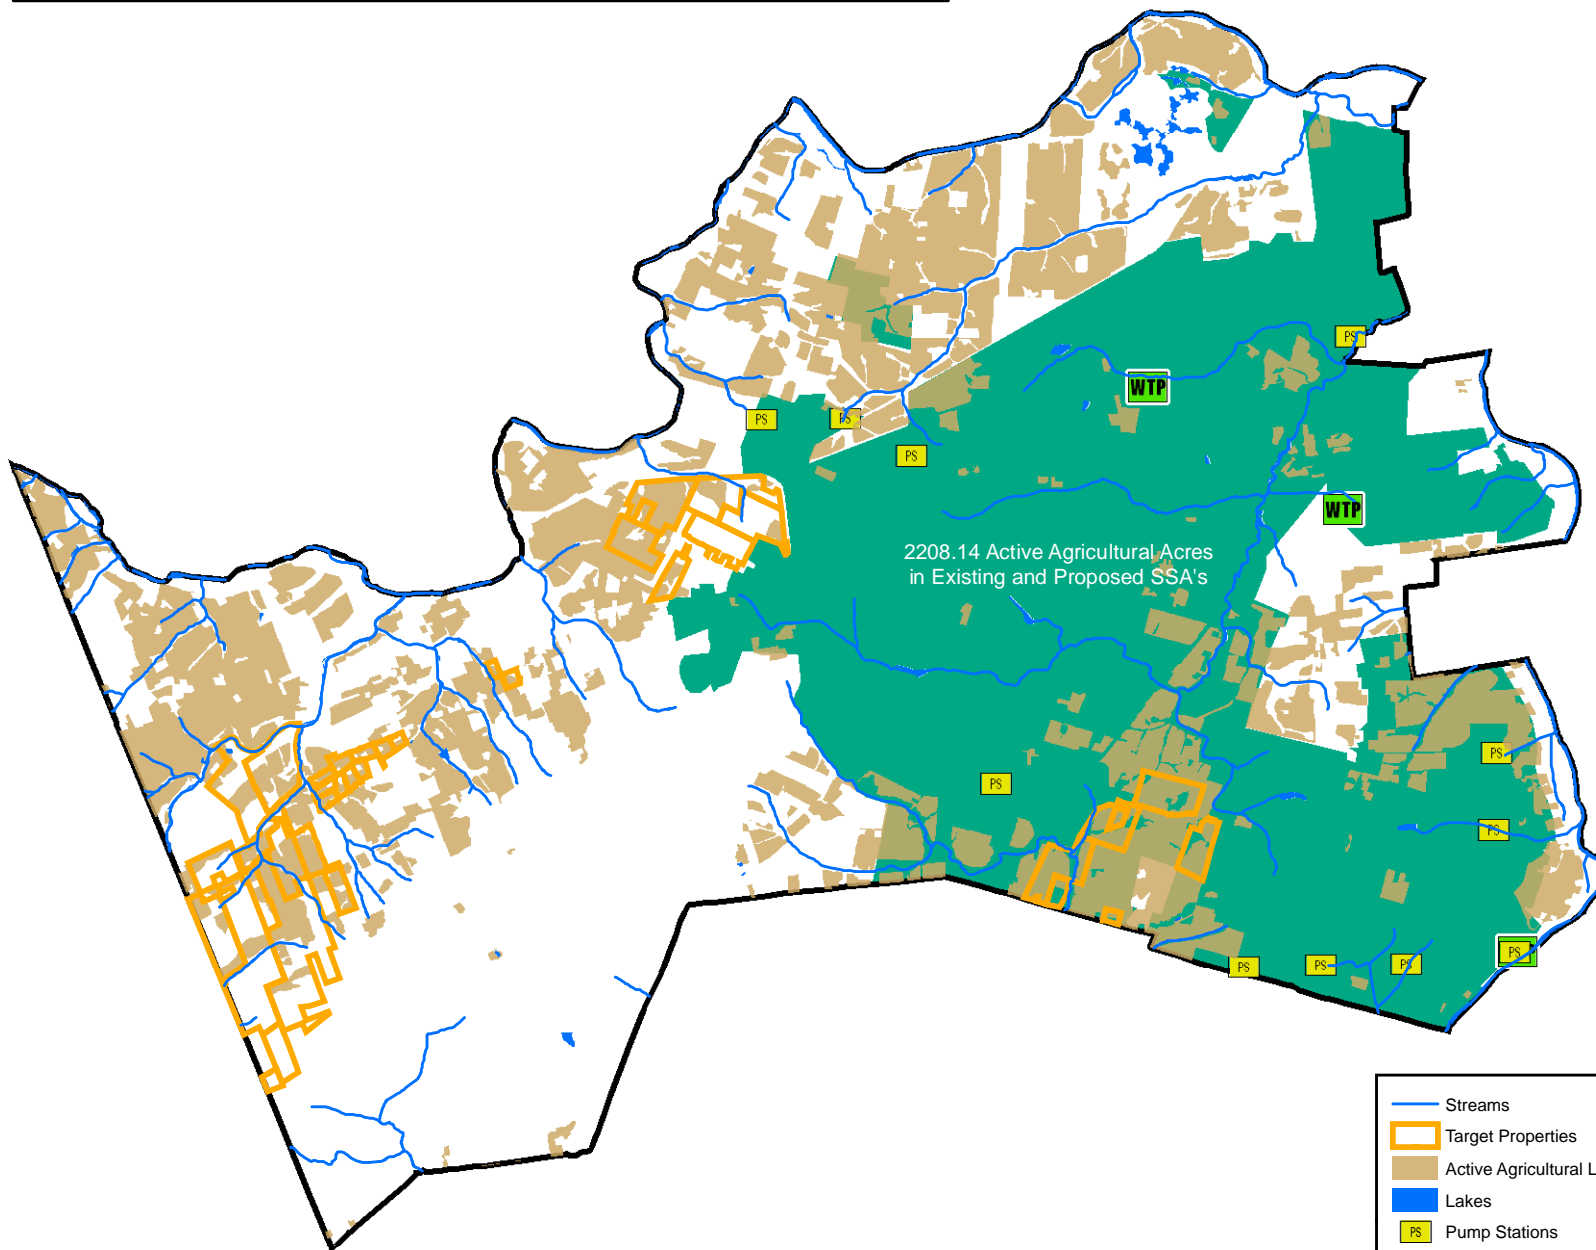 PS
WTP
PS
PS
PS
WTP
2208.14 Active Agricultural Acres
in Existing and Proposed SSA's
PS
PS
PS
PS
PS
PS
PS
Streams
Target Properties
Active Agricultural L
Lakes
PS Pump Stations